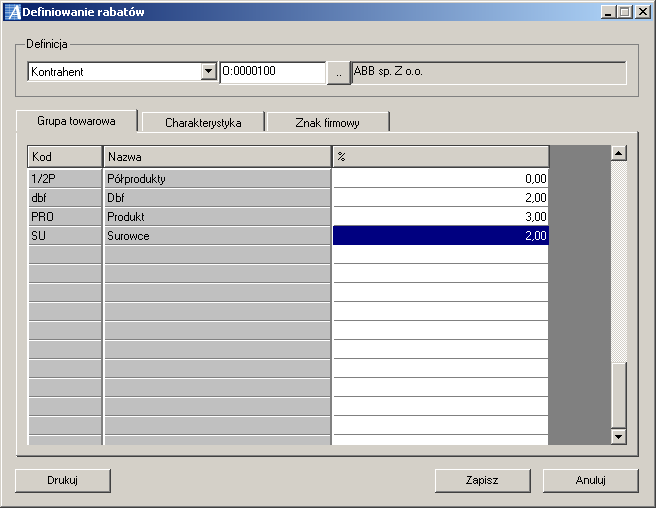 Definiowanie rabatów
Definicja
Kontrahent O:0000100 .. ABB sp. Z o.o.
Grupa towarowa Charakterystyka Znak firmowy
Kod Nazwa %
1/2P Półprodukty 0,00
dbf Dbf 2,00
PRO Produkt 3,00
SU Surowce 2,00
Drukuj Zapisz Anuluj